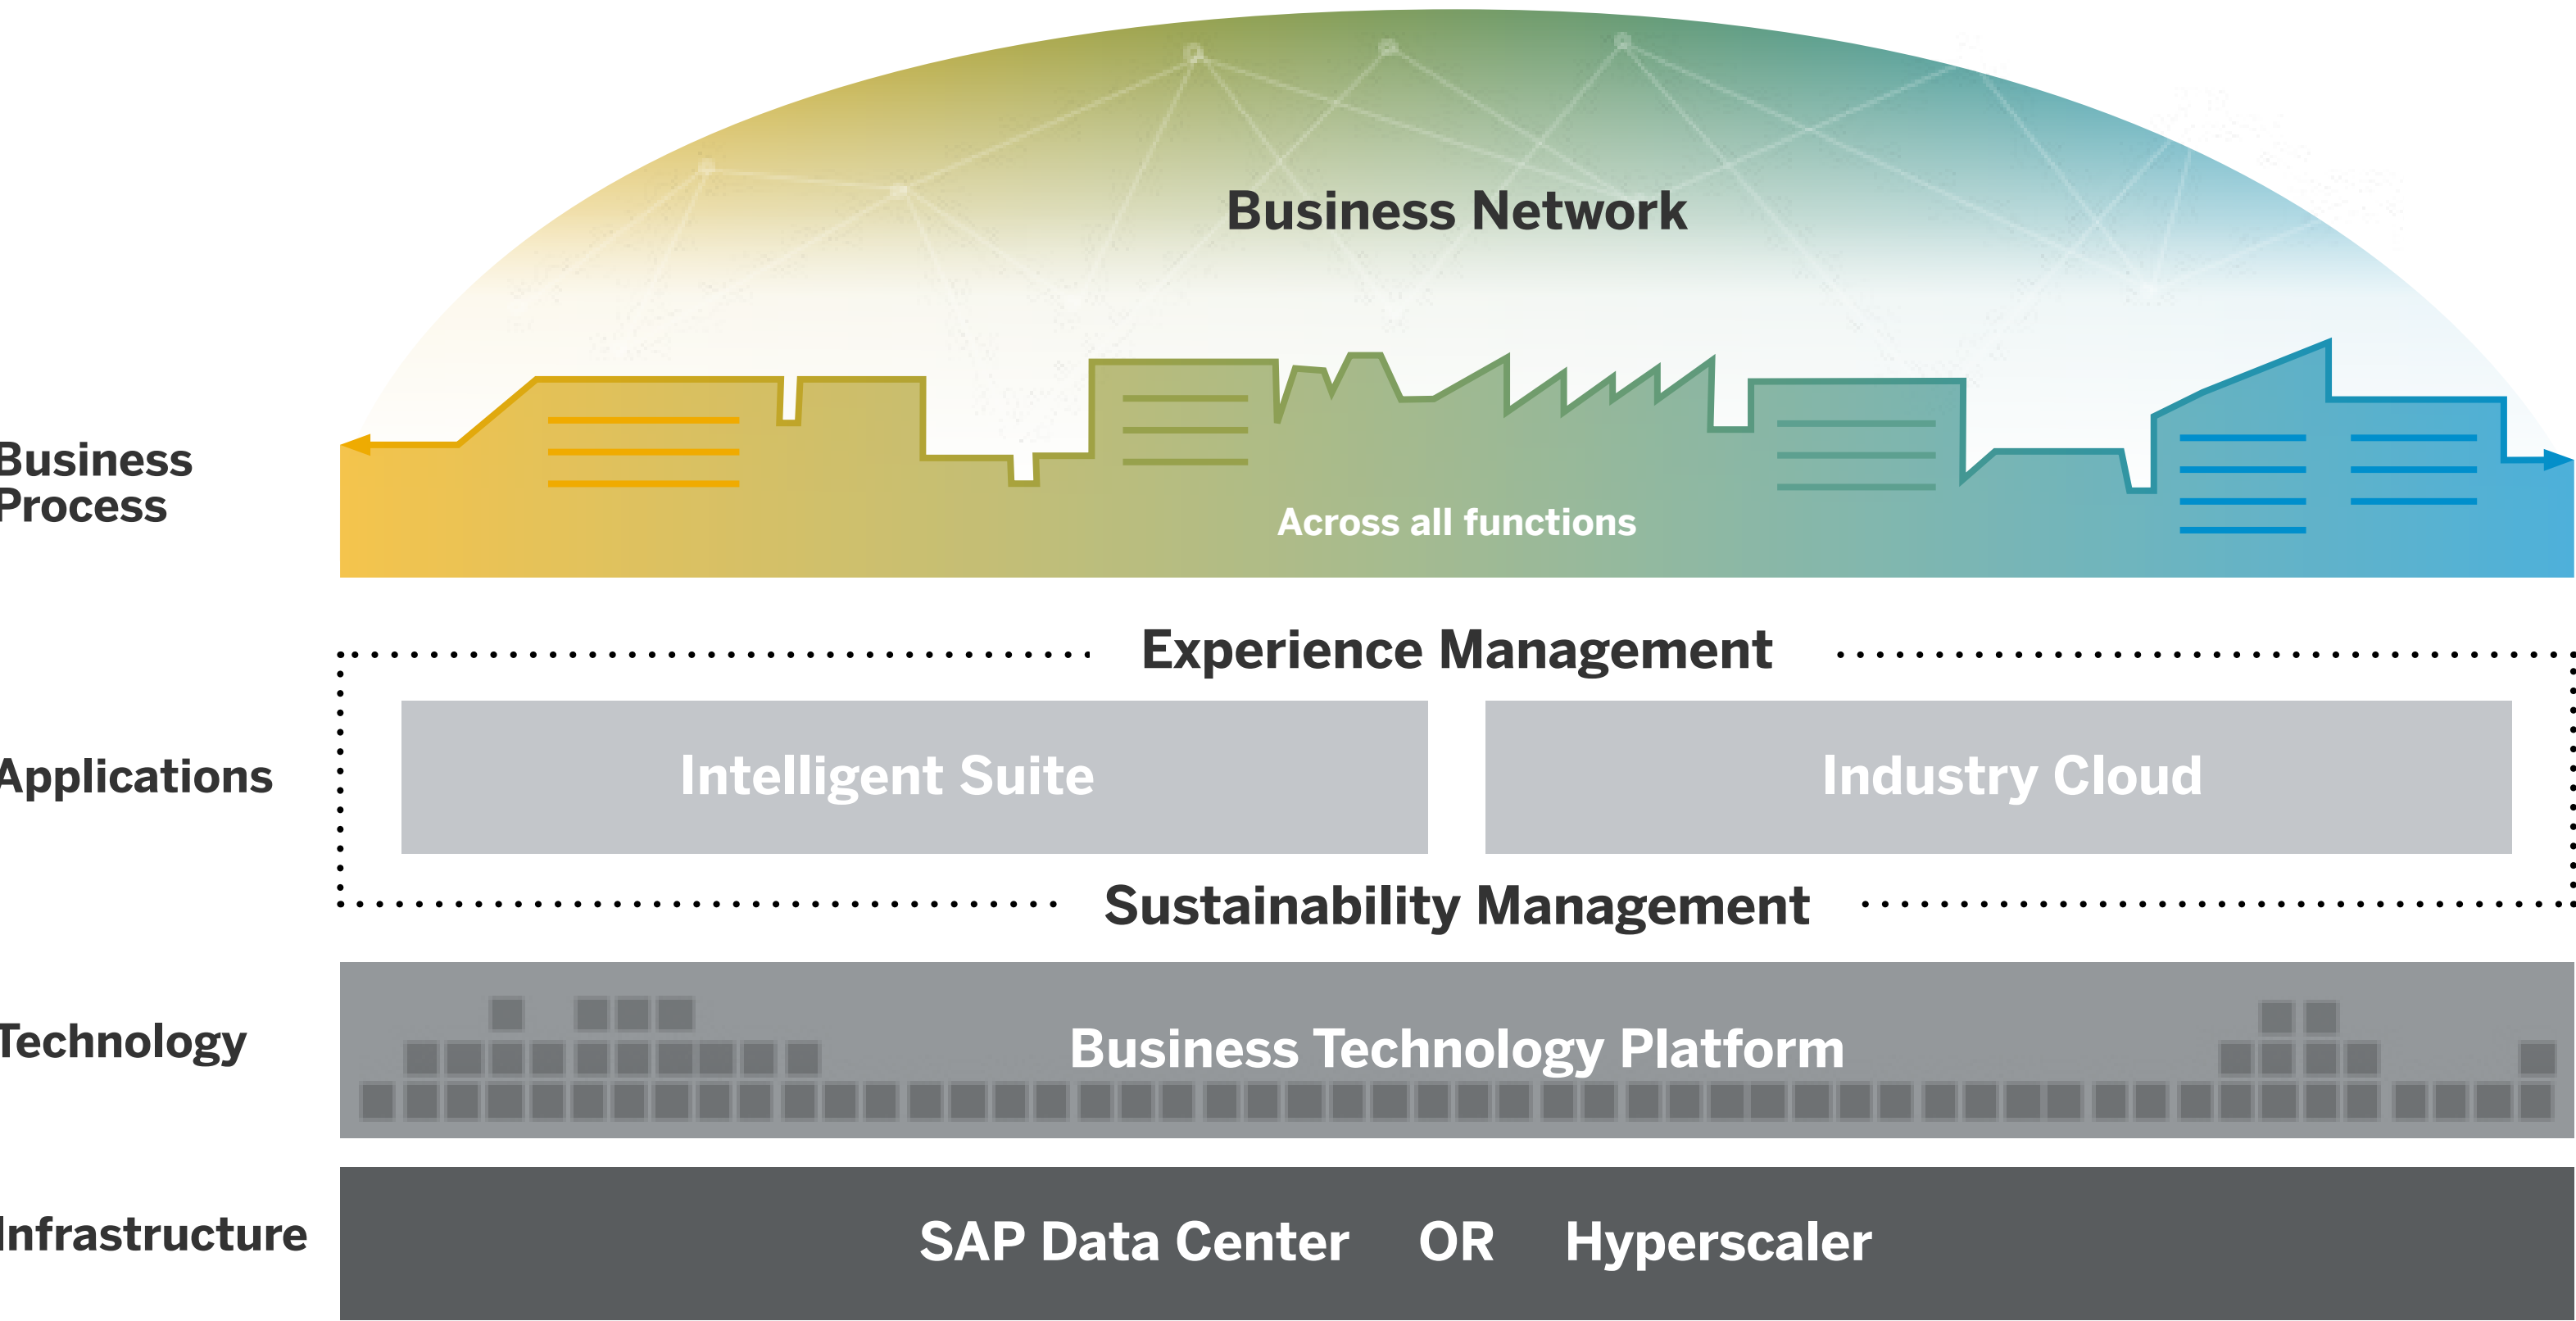 Business Network
Business
Process
Across all functions
Experience Management
Applications
Intelligent Suite
Industry Cloud
Sustainability Management
Technology
Business Technology Platform
Infrastructure
SAP Data Center OR Hyperscaler